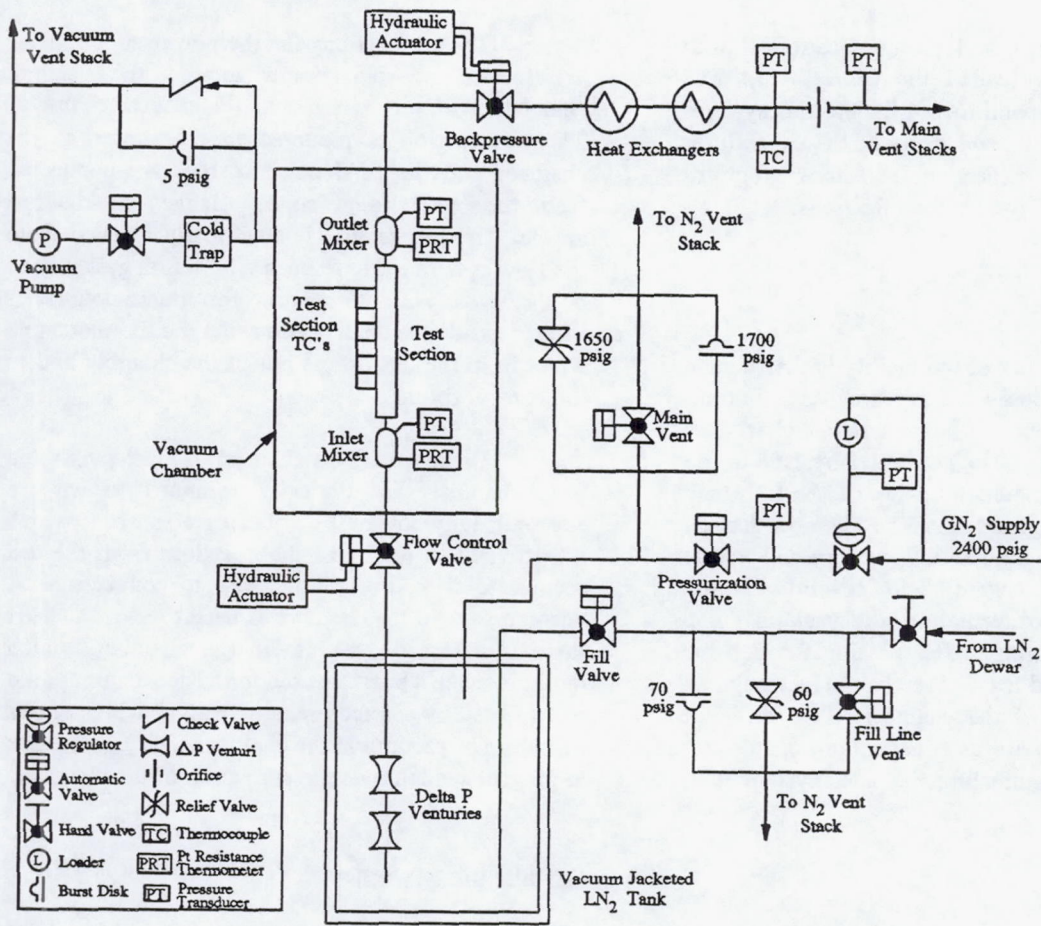 To Vacuum
Vent Stack
Hydraulic
Actuator
Backpressure
Valve
Heat Exchangers
PT
PT
TC
To Main
Vent Stacks
5 psig
P
Vacuum
Pump
Cold
Trap
Outlet
Mixer
PT
PRT
Test
Section
TC's
Test
Section
Inlet
Mixer
PT
PRT
Vacuum
Chamber
To N2 Vent
Stack
1650
psig
1700
psig
Main
Vent
L
PT
PT
GN2 Supply
2400 psig
Pressurization
Valve
Flow Control
Valve
Hydraulic
Actuator
Fill
Valve
From LN2
Dewar
70
psig
60
psig
Fill Line
Vent
To N2 Vent
Stack
Delta P
Venturies
Vacuum Jacketed
LN2 Tank
Pressure
Regulator
Automatic
Valve
Hand Valve
L Loader
Burst Disk
Check Valve
ΔP Venturi
Orifice
Relief Valve
TC Thermocouple
PRT Pt Resistance
Thermometer
PT Pressure
Transducer